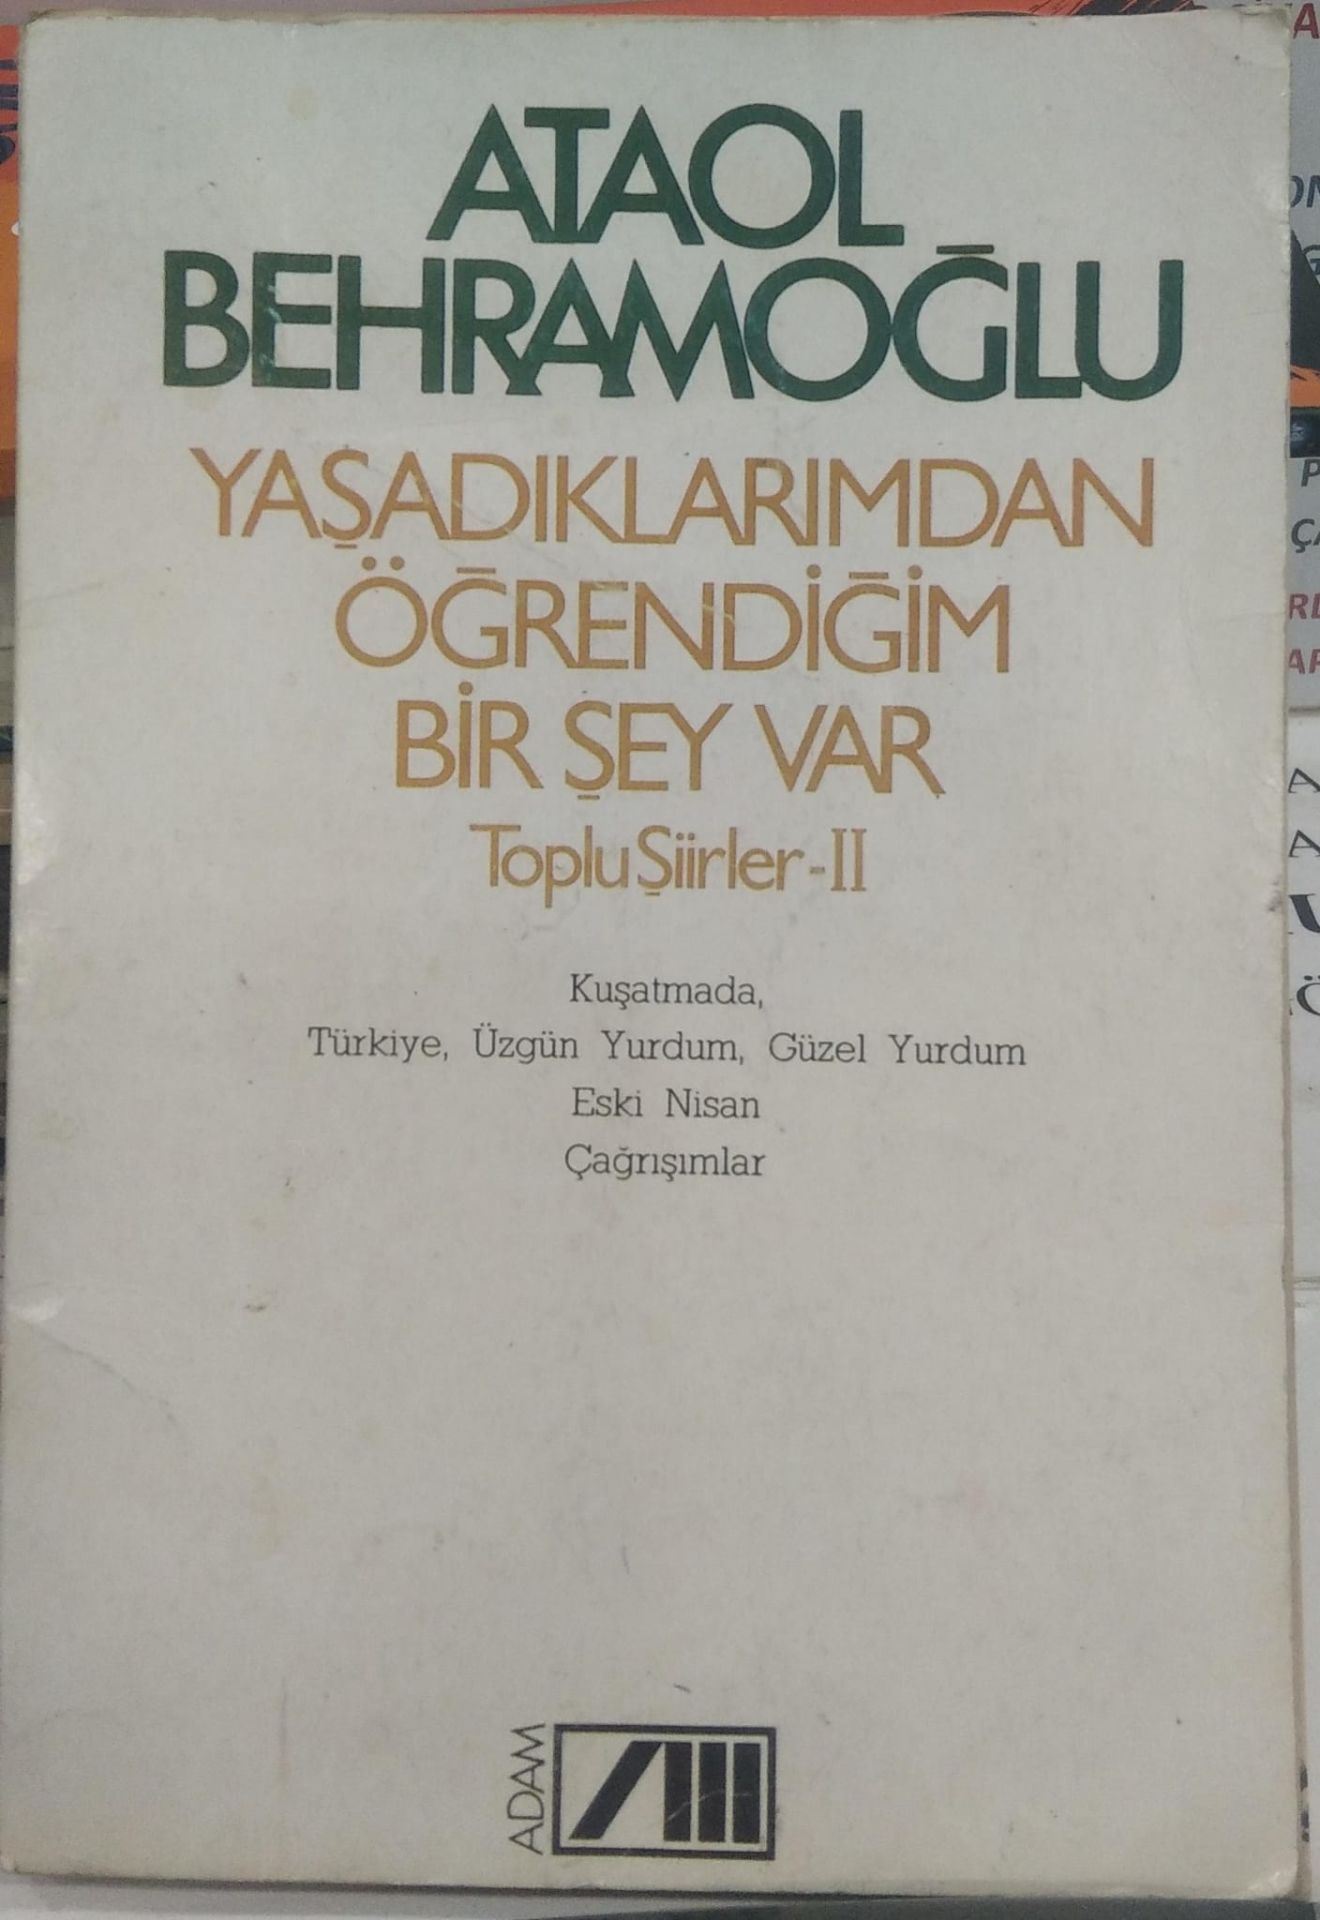 ATAOL
BEHRAMOĞLU
YAŞADIKLARIMDAN
ÖĞRENDİĞİM
BİR ŞEY VAR
Toplu Şiirler-II
Kuşatmada,
Türkiye, Üzgün Yurdum, Güzel Yurdum
Eski Nisan
Çağrışımlar
ADAM